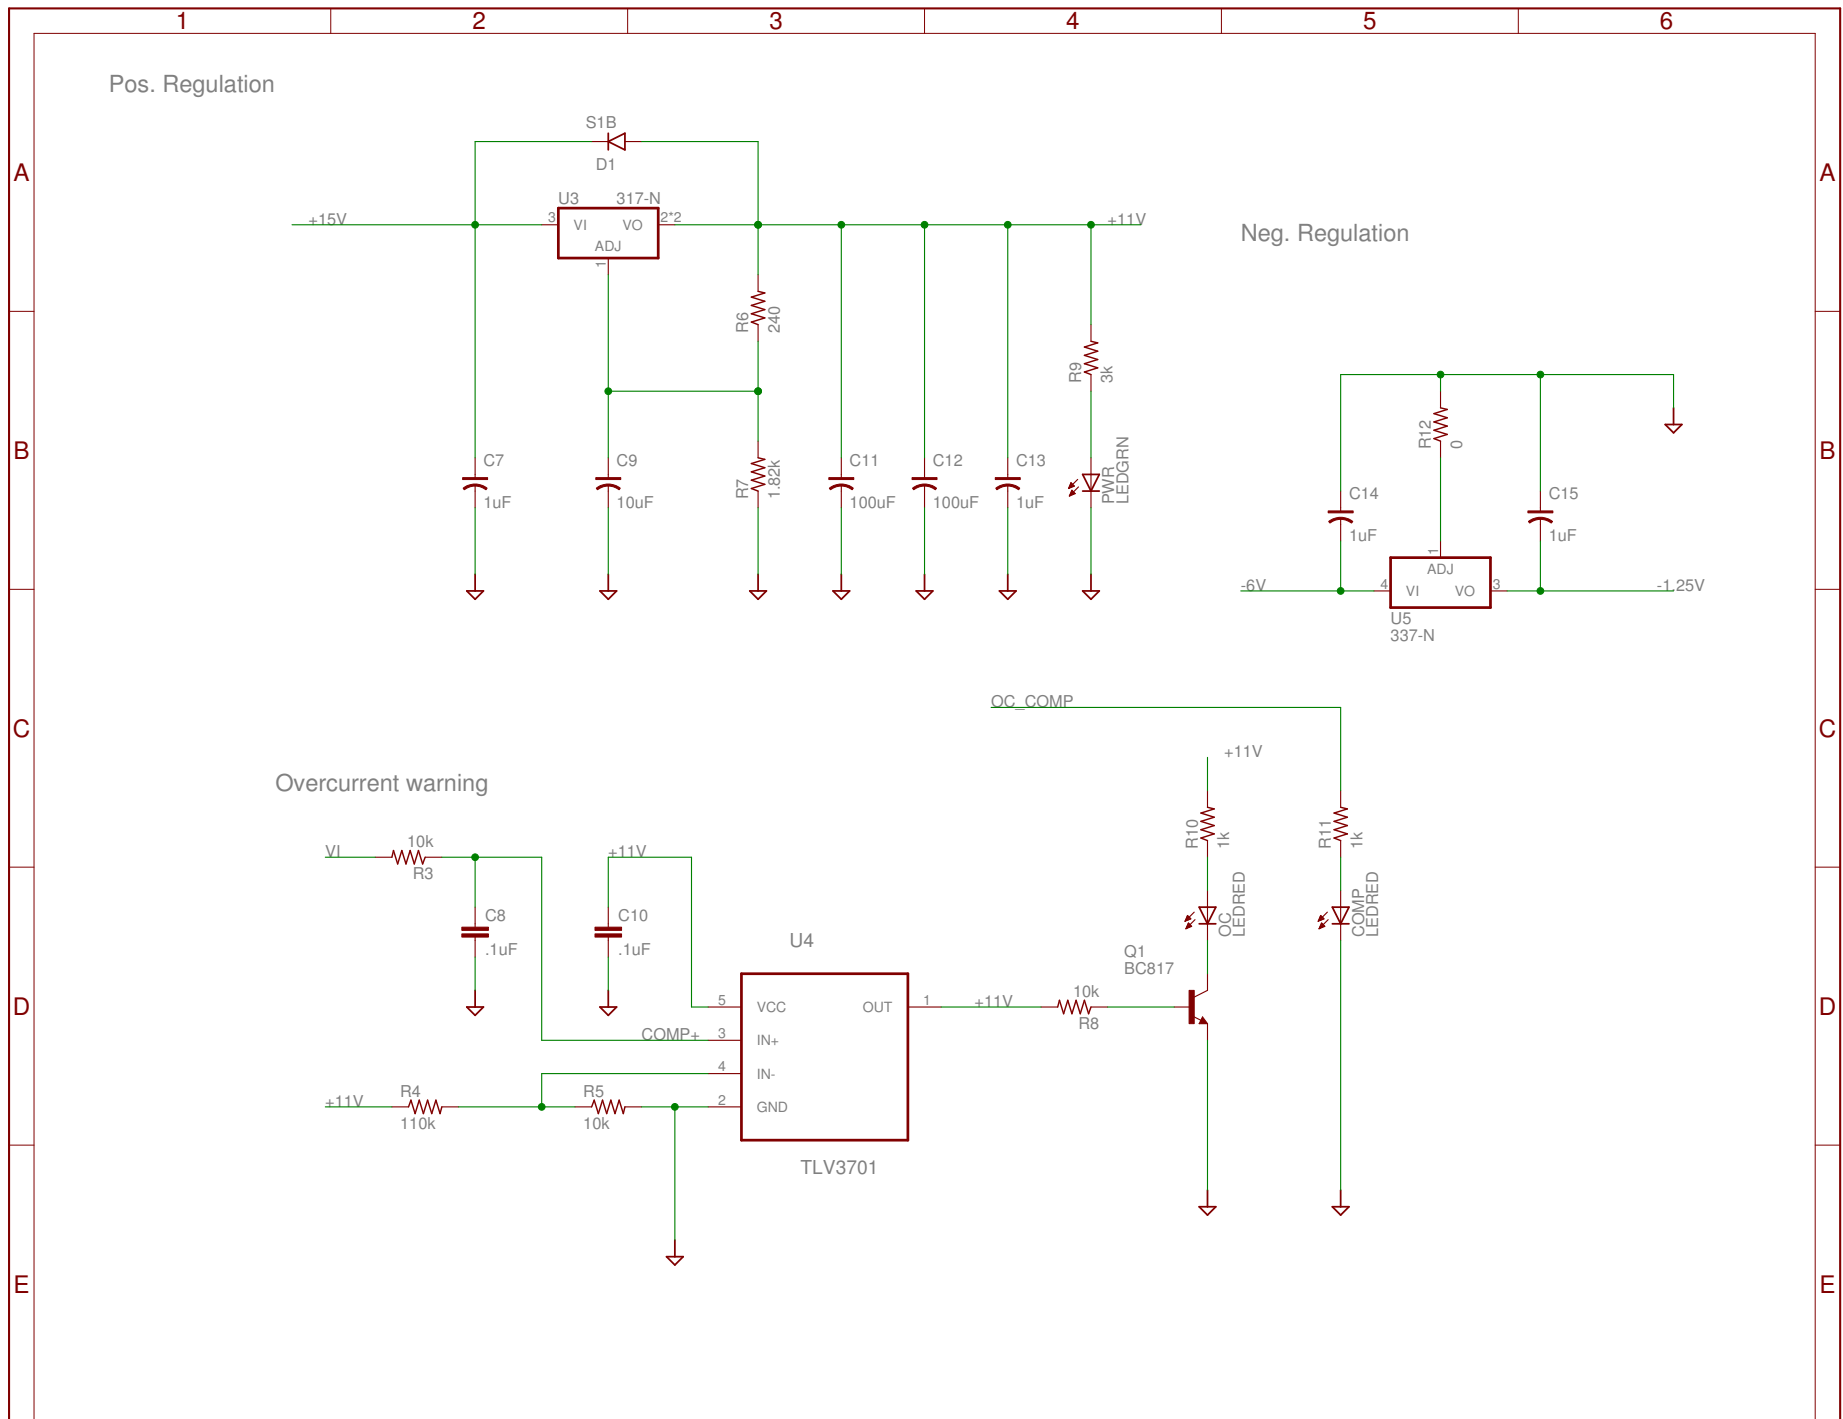 1 2 3 4 5 6
Pos. Regulation
S1B
D1
A
A
U3 317-N
+15V
3 VI VO 2*2
ADJ
1
+11V
Neg. Regulation
R6
240
R9
3k
R12
0
B
B
C7
1uF
C9
10uF
R7
1.82k
C11
100uF
C12
100uF
C13
1uF
PWR
LEDGRN
C14
1uF
C15
1uF
1
ADJ
-6V
4 VI VO 3
-1.25V
U5
337-N
OC_COMP
C
C
+11V
Overcurrent warning
R10
1k
R11
1k
VI
10k
R3
+11V
C8
.1uF
C10
.1uF
OC
LEDRED
COMP
LEDRED
U4
Q1
BC817
D
D
5 VCC OUT 1
+11V
10k
R8
COMP+ 3 IN+
4 IN-
+11V
R4
110k
R5
10k
2 GND
TLV3701
E
E